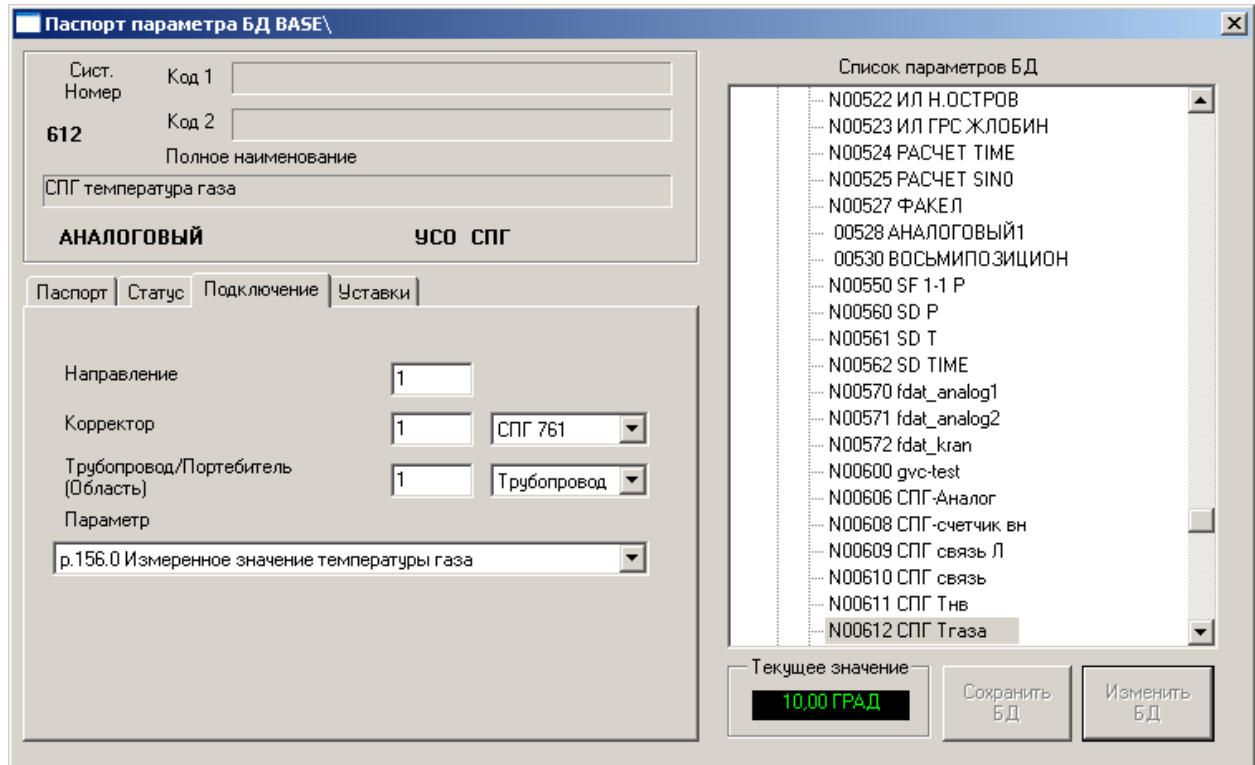 Паспорт параметра БД BASE\
Сист.
Номер
Код 1
612
Код 2
Полное наименование
СПГ температура газа
АНАЛОГОВЫЙ УСО СПГ
Паспорт Статус Подключение Уставки
Направление 1
Корректор 1 СПГ 761
Трубопровод/Портебитель
(Область) 1 Трубопровод
Параметр
р.156.0 Измеренное значение температуры газа
Список параметров БД
N00522 ИЛ Н.ОСТРОВ
N00523 ИЛ ГРС ЖЛОБИН
N00524 РАСЧЕТ TIME
N00525 РАСЧЕТ SIN0
N00527 ФАКЕЛ
00528 АНАЛОГОВЫЙ1
00530 ВОСЬМИПОЗИЦИОН
N00550 SF 1-1 P
N00560 SD P
N00561 SD T
N00562 SD TIME
N00570 fdat_analog1
N00571 fdat_analog2
N00572 fdat_kran
N00600 gvc-test
N00606 СПГ-Аналог
N00608 СПГ-счетчик вн
N00609 СПГ связь Л
N00610 СПГ связь
N00611 СПГ Тнв
N00612 СПГ Тгаза
Текущее значение
10,00 ГРАД
Сохранить
БД
Изменить
БД